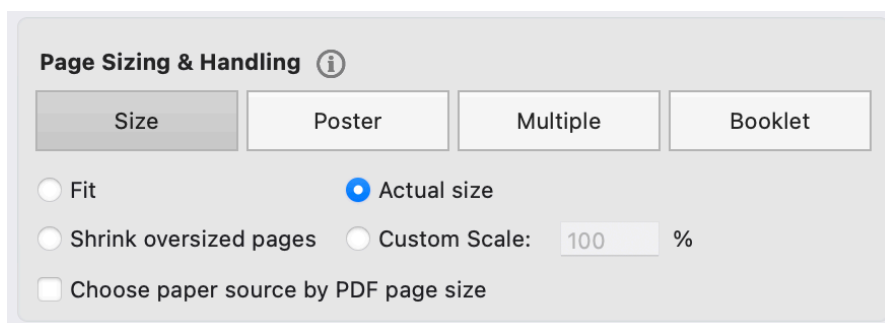 Page Sizing & Handling
Size Poster Multiple Booklet
Fit Actual size
Shrink oversized pages Custom Scale: 100 %
Choose paper source by PDF page size